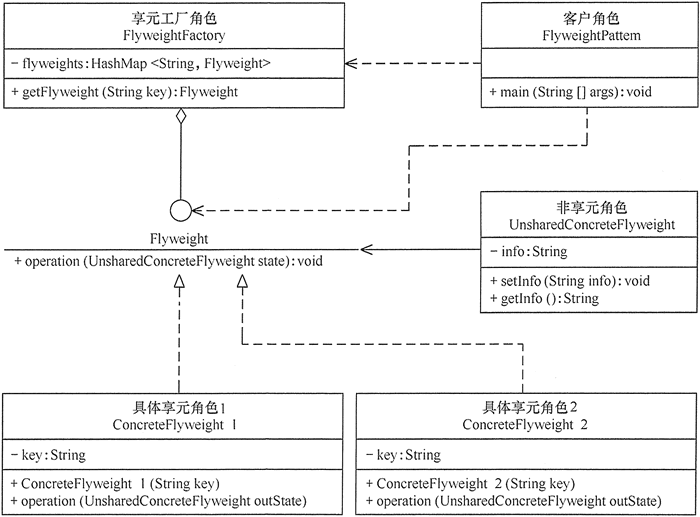 享元工厂角色
FlyweightFactory
- flyweights:HashMap <String, Flyweight>
+ getFlyweight (String key):Flyweight
客户角色
FlyweightPattem
+ main (String [] args):void
Flyweight
+ operation (UnsharedConcreteFlyweight state):void
非享元角色
UnsharedConcreteFlyweight
- info:String
+ setInfo (String info):void
+ getInfo ():String
具体享元角色1
ConcreteFlyweight 1
- key:String
+ ConcreteFlyweight 1 (String key)
+ operation (UnsharedConcreteFlyweight outState)
具体享元角色2
ConcreteFlyweight 2
- key:String
+ ConcreteFlyweight 2 (String key)
+ operation (UnsharedConcreteFlyweight outState)